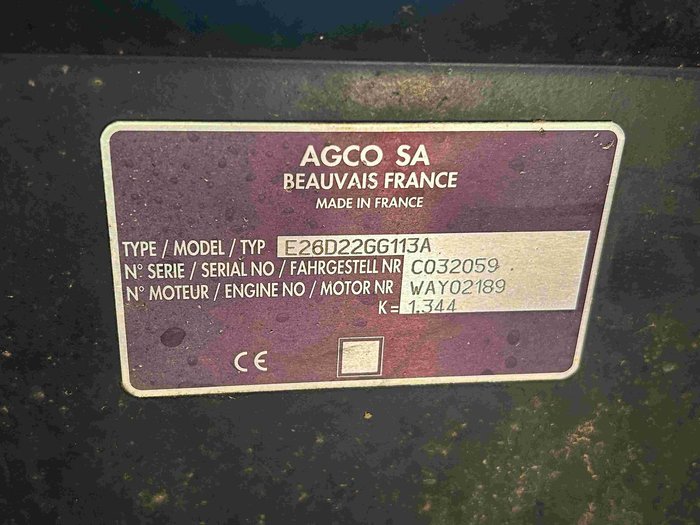 AGCO SA
BEAUVAIS FRANCE
MADE IN FRANCE
TYPE / MODEL / TYP E26D22GG113A
N° SERIE / SERIAL NO / FAHRGESTELL NR C032059
N° MOTEUR / ENGINE NO / MOTOR NR WAY02189
K = 1.344
CE